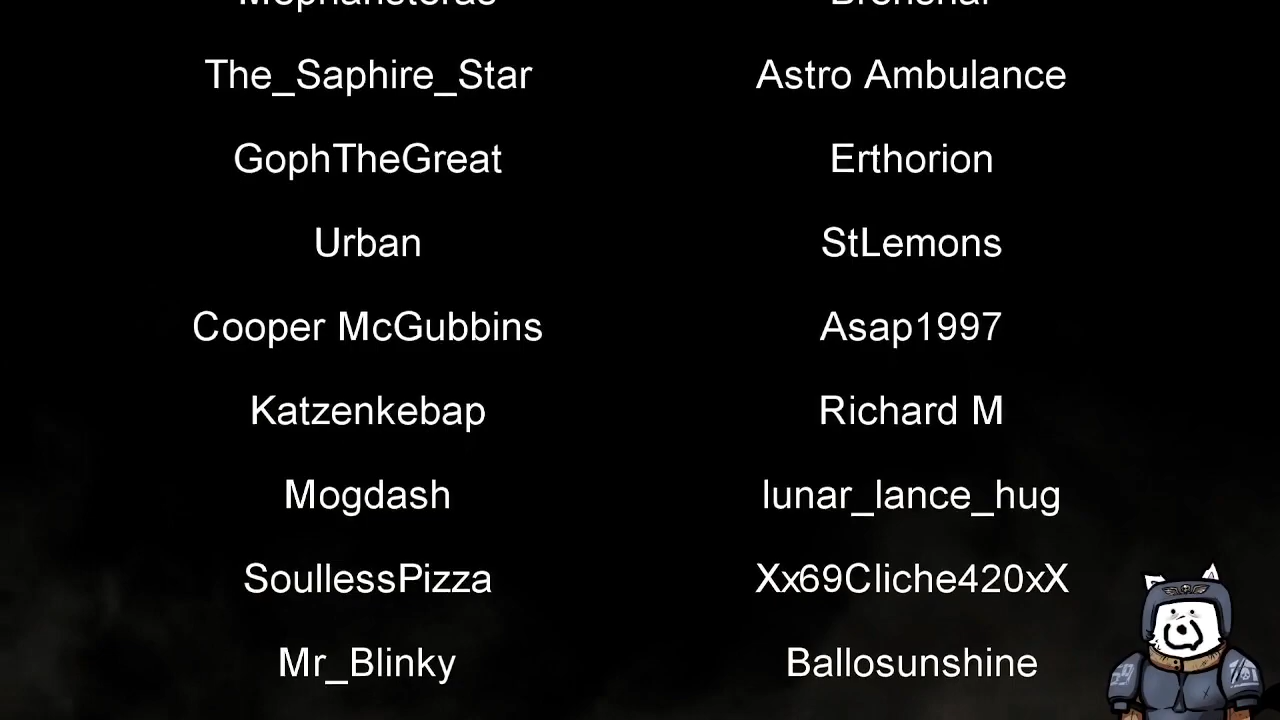 The_Saphire_Star Astro Ambulance
GophTheGreat Erthorion
Urban StLemons
Cooper McGubbins Asap1997
Katzenkebap Richard M
Mogdash lunar_lance_hug
SoullessPizza Xx69Cliche420xX
Mr_Blinky Ballosunshine